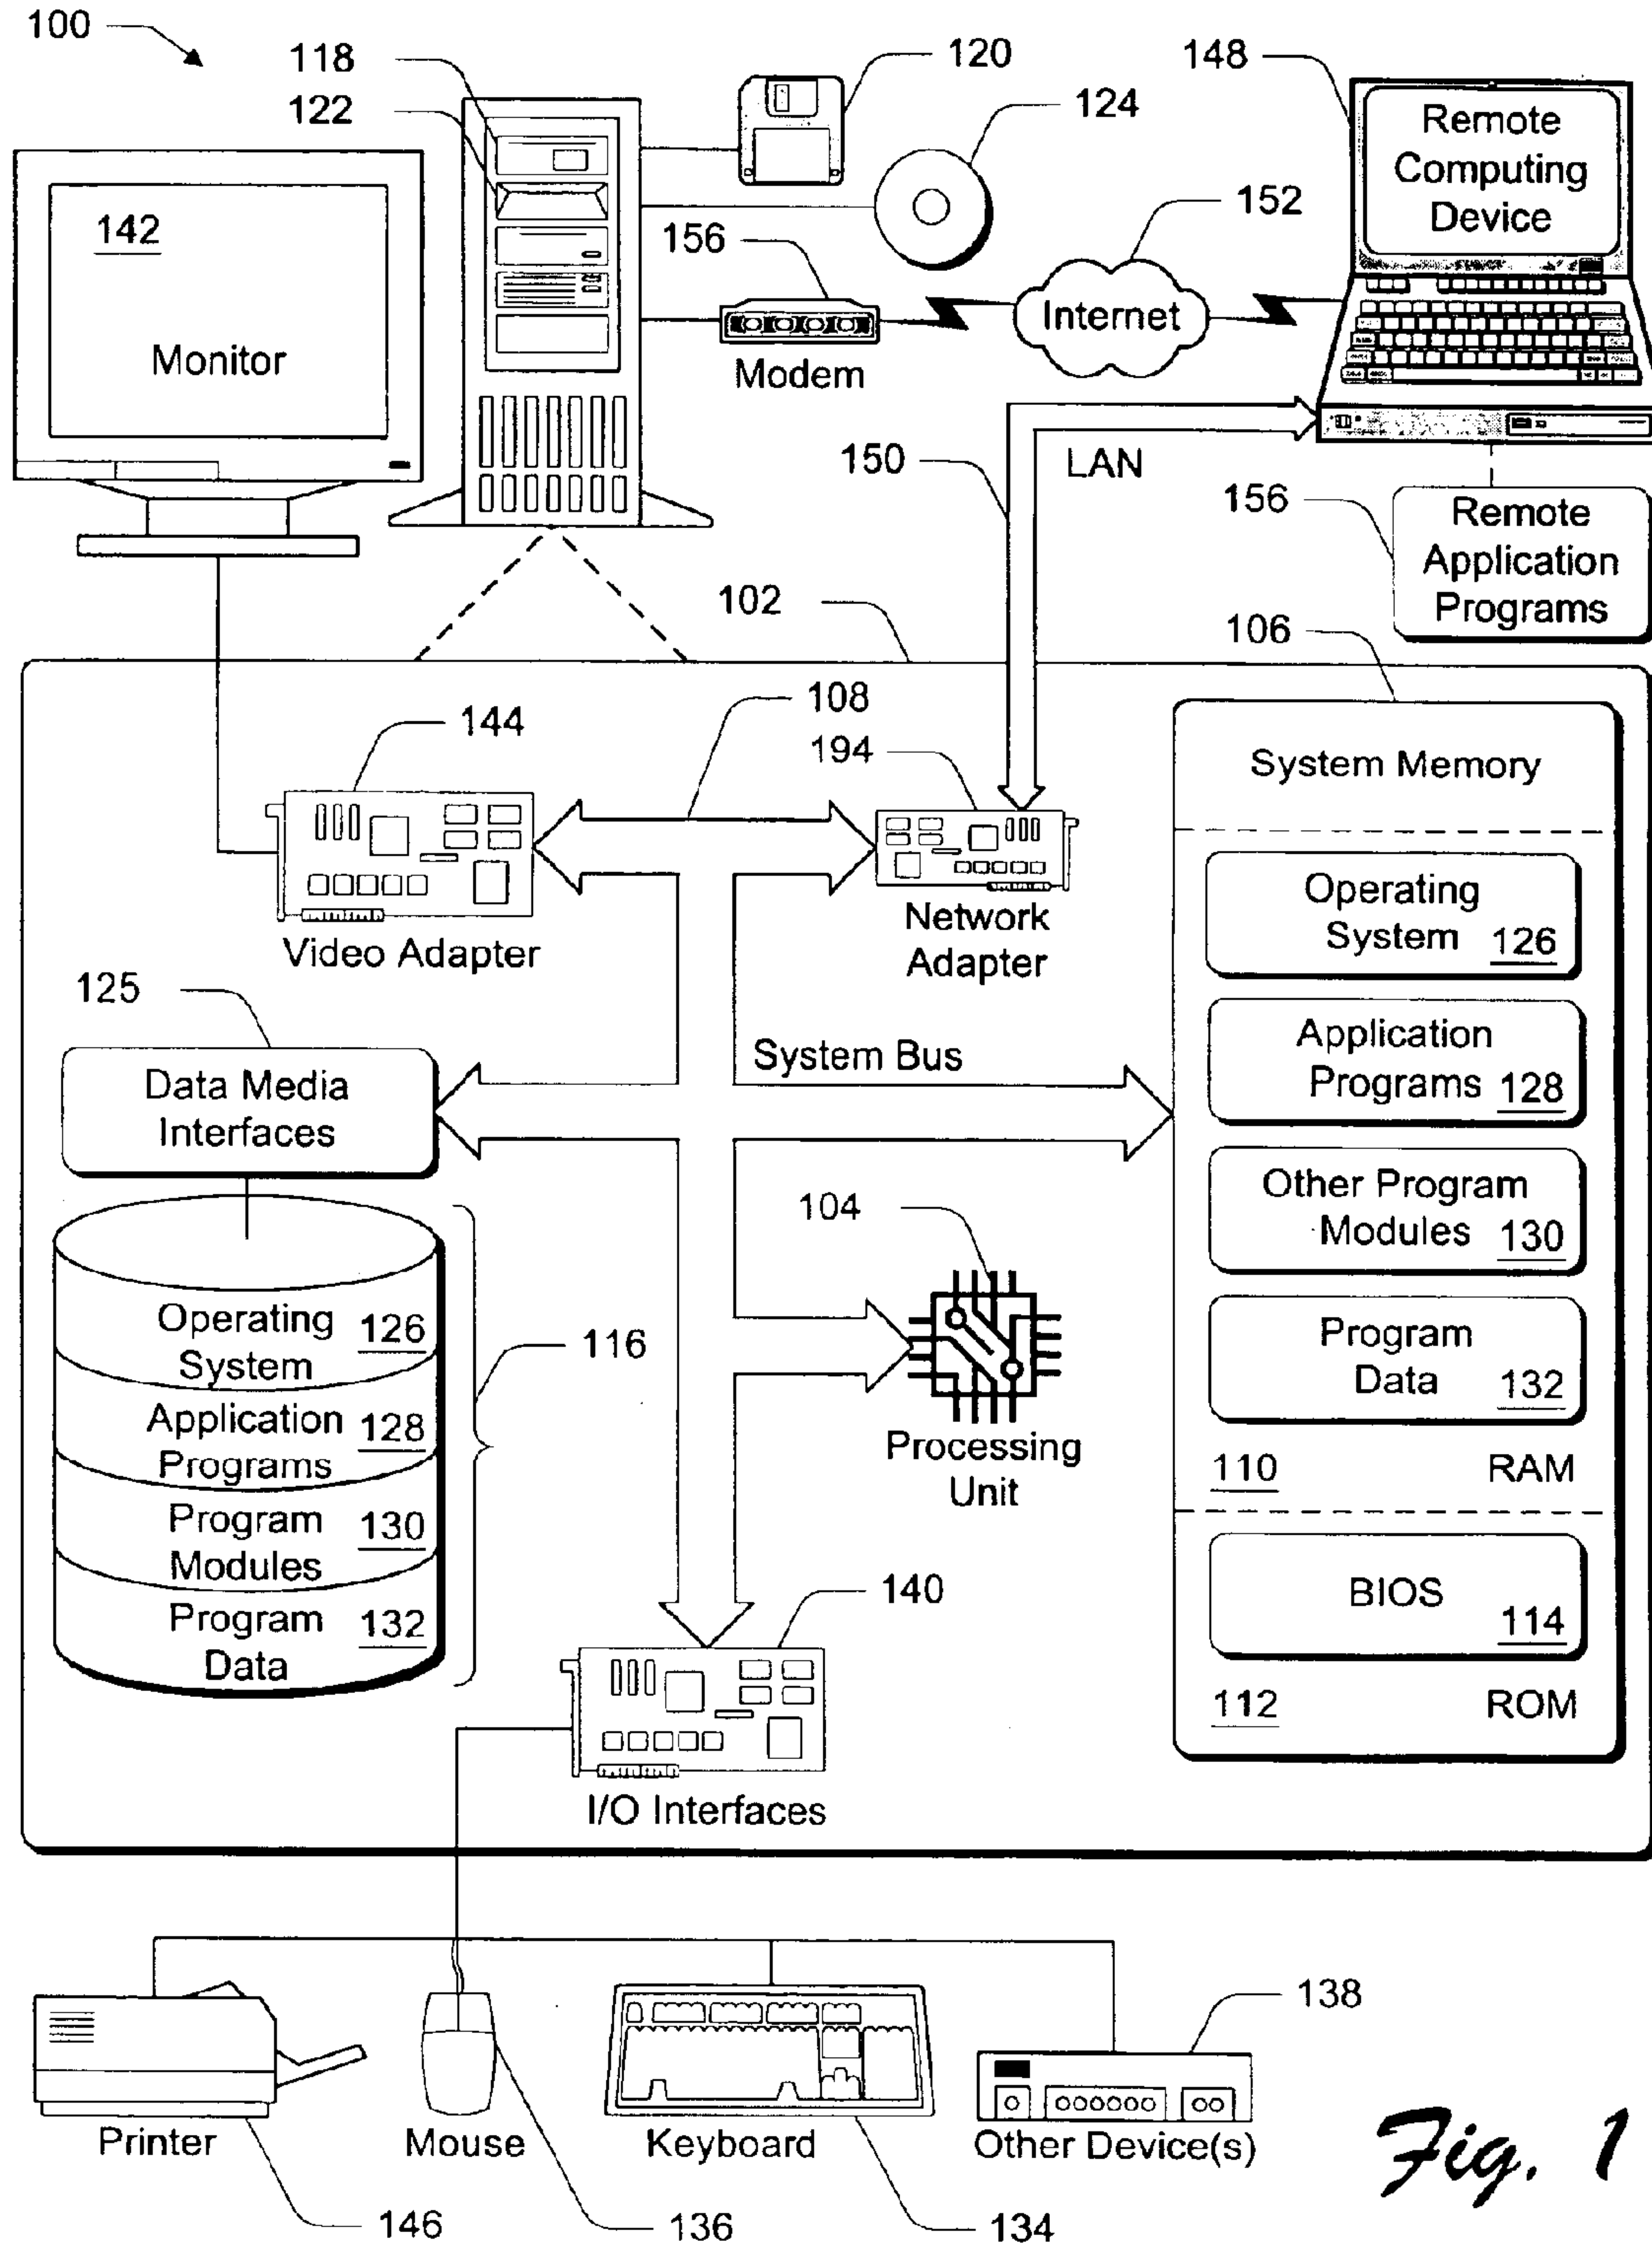 100
118
122
120
124
148
Remote
Computing
Device
142
Monitor
156
Modem
152
Internet
150
LAN
156
Remote
Application
Programs
102
106
108
144
194
Video Adapter
Network
Adapter
System Memory
Operating
System 126
Application
Programs 128
Other Program
Modules 130
Program
Data 132
110 RAM
BIOS
114
112 ROM
125
Data Media
Interfaces
System Bus
104
Processing
Unit
Operating
System 126
Application
Programs 128
Program
Modules 130
Program
Data 132
116
140
I/O Interfaces
138
Printer
Mouse
Keyboard
Other Device(s)
146
136
134
Fig. 1